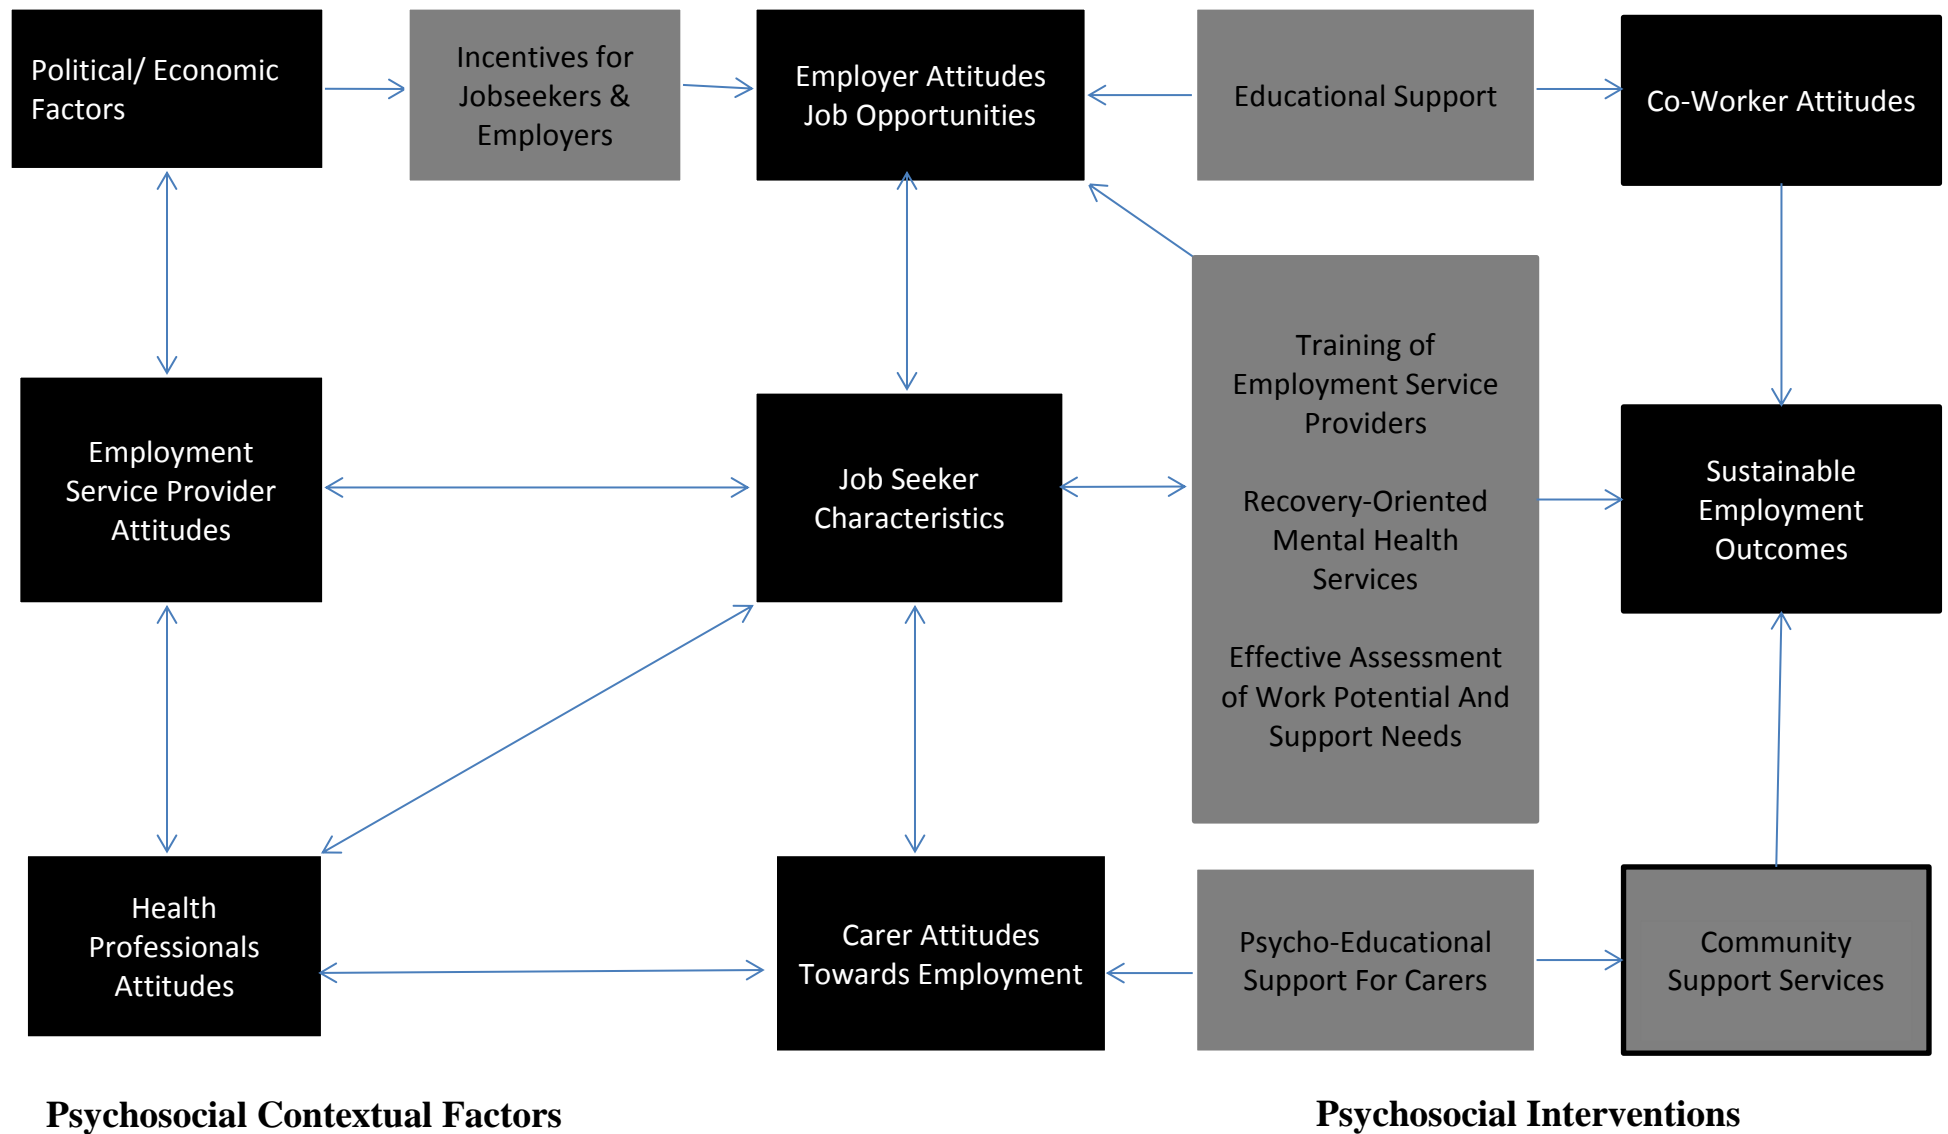 Political/ Economic
Factors
Incentives for
Jobseekers &
Employers
Employer Attitudes
Job Opportunities
Educational Support
Co-Worker Attitudes
Employment
Service Provider
Attitudes
Job Seeker
Characteristics
Training of
Employment Service
Providers
Recovery-Oriented
Mental Health
Services
Effective Assessment
of Work Potential And
Support Needs
Sustainable
Employment
Outcomes
Health
Professionals
Attitudes
Carer Attitudes
Towards Employment
Psycho-Educational
Support For Carers
Community
Support Services
Psychosocial Contextual Factors
Psychosocial Interventions